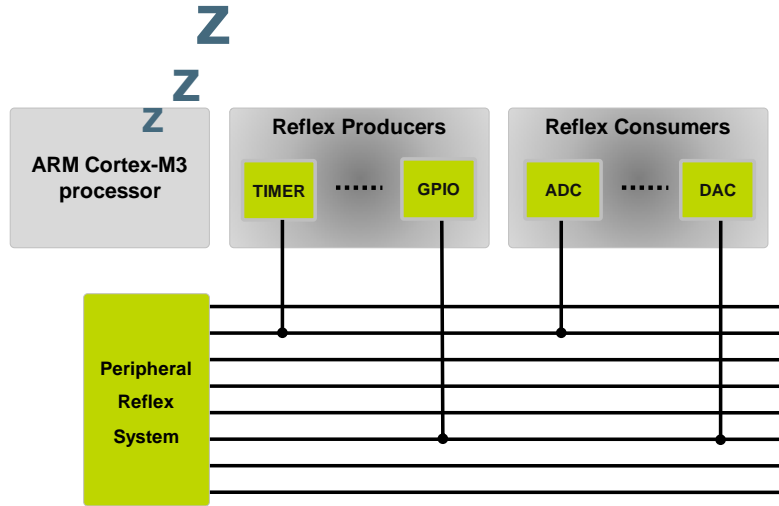 Z
Z
Z
ARM Cortex-M3
processor
Reflex Producers
TIMER
GPIO
Reflex Consumers
ADC
DAC
Peripheral
Reflex
System